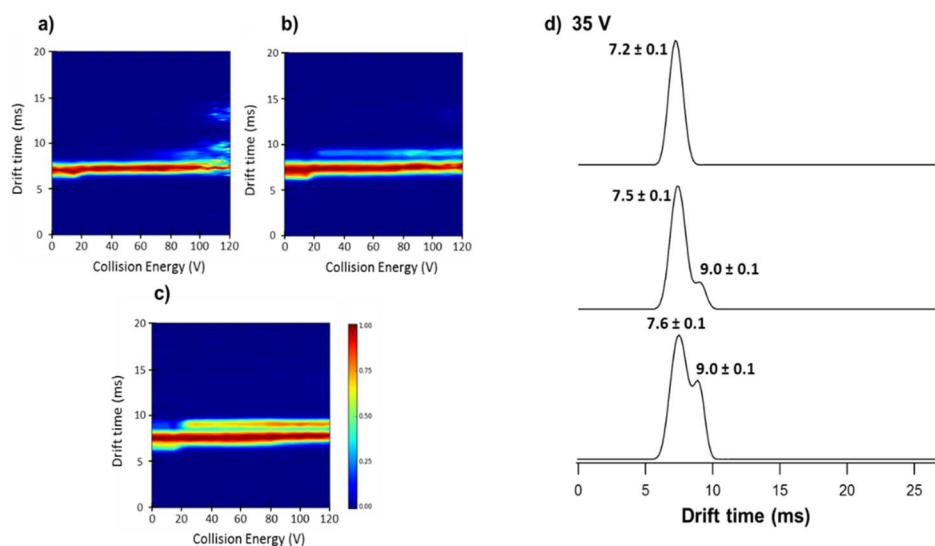 a)
20
15
10
5
0
Drift time (ms)
0 20 40 60 80 100 120
Collision Energy (V)
b)
20
15
10
5
0
Drift time (ms)
0 20 40 60 80 100 120
Collision Energy (V)
c)
20
15
10
5
0
Drift time (ms)
0 20 40 60 80 100 120
Collision Energy (V)
1.00
0.75
0.50
0.25
0.00
d) 35 V
7.2 ± 0.1
7.5 ± 0.1
9.0 ± 0.1
7.6 ± 0.1
9.0 ± 0.1
0 5 10 15 20 25
Drift time (ms)